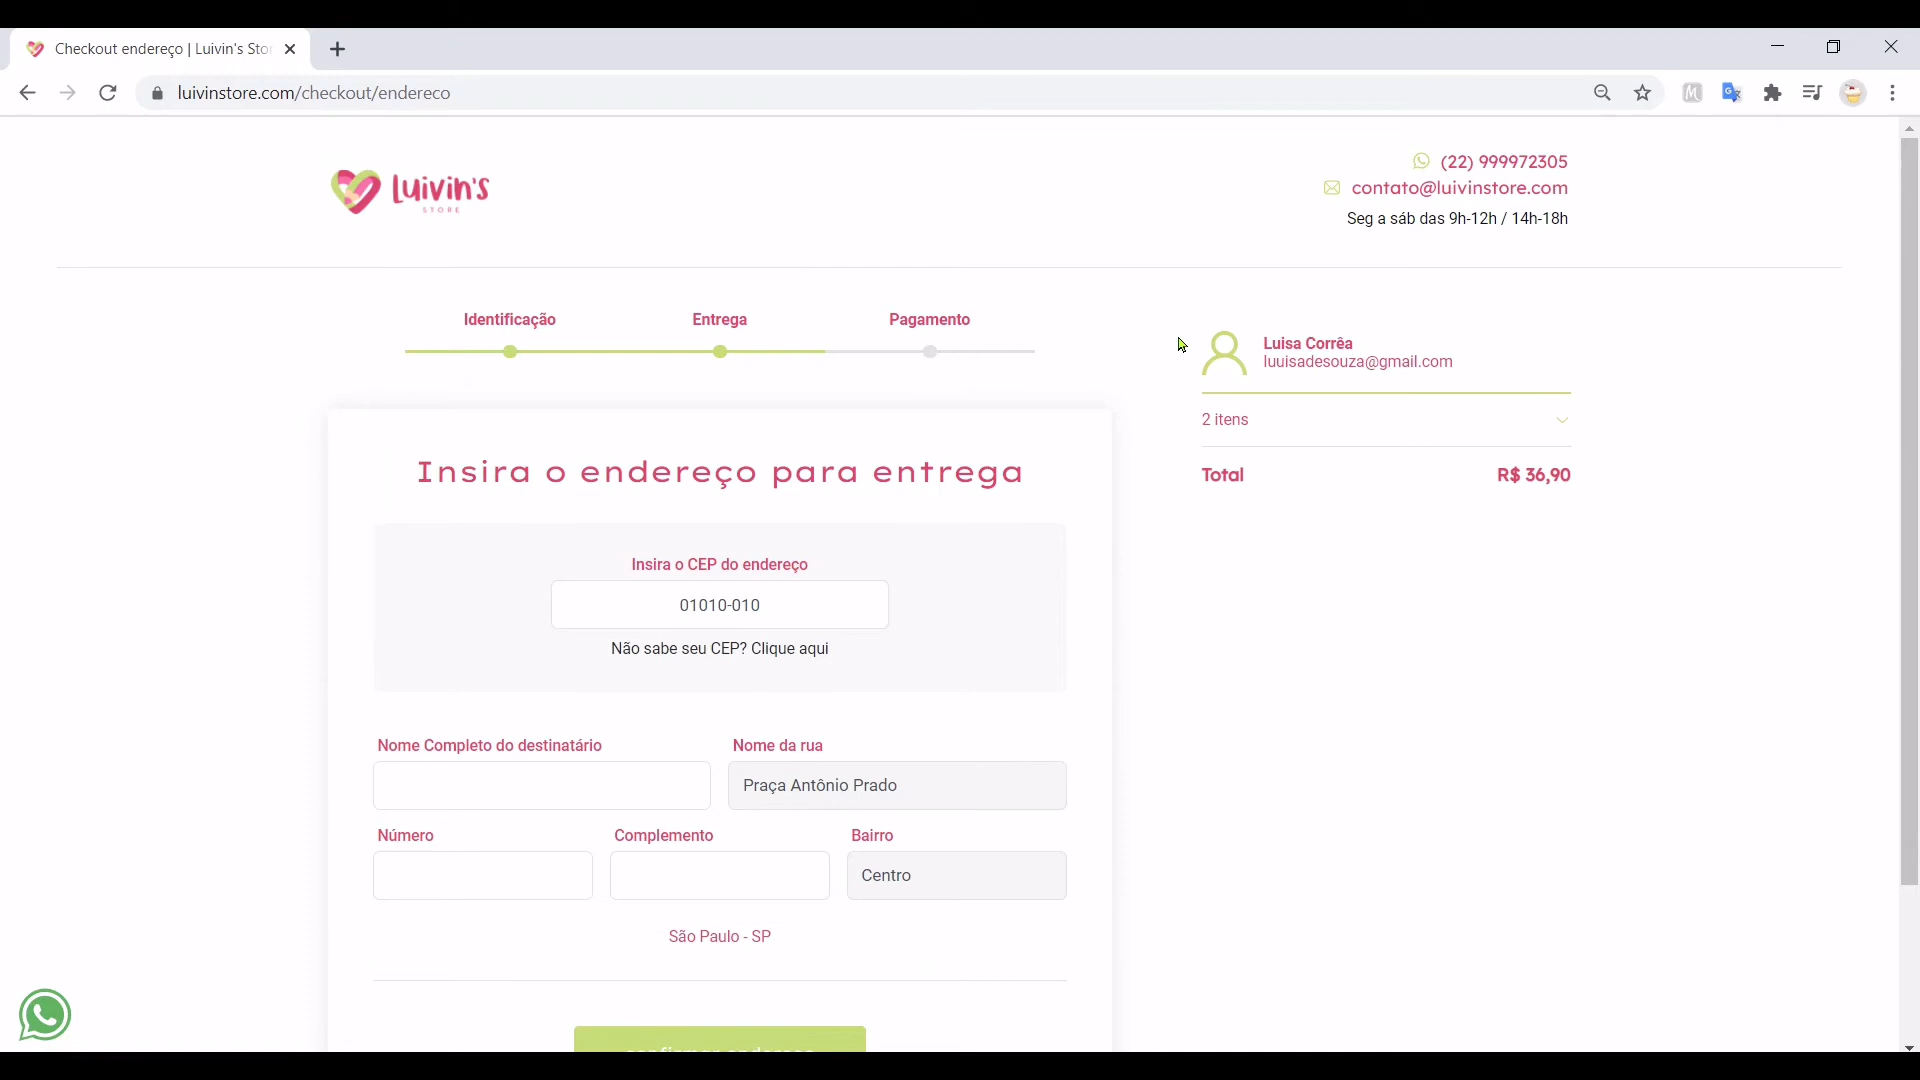 Checkout endereço | Luivin's Sto
luivinstore.com/checkout/endereco
luivin's
STORE
(22) 999972305
contato@luivinstore.com
Seg a sáb das 9h-12h / 14h-18h
Identificação
Entrega
Pagamento
Luisa Corrêa
luuisadesouza@gmail.com
2 itens
Total
R$ 36,90
Insira o endereço para entrega
Insira o CEP do endereço
01010-010
Não sabe seu CEP? Clique aqui
Nome Completo do destinatário
Nome da rua
Praça Antônio Prado
Número
Complemento
Bairro
Centro
São Paulo - SP